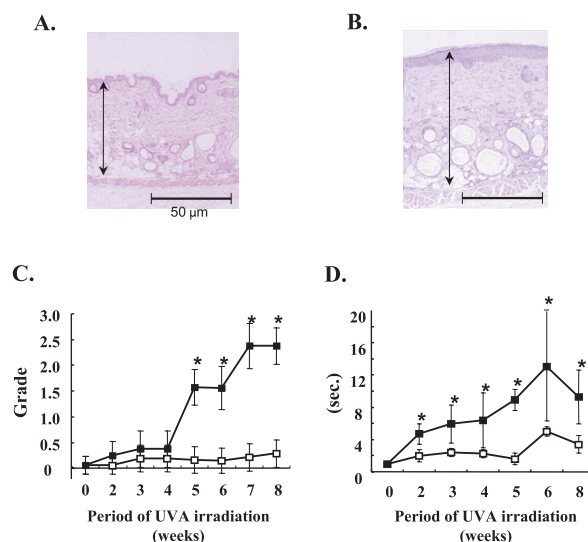 A.
B.
50 µm
C.
Grade
3.0
2.5
2.0
1.5
1.0
0.5
0
0 2 3 4 5 6 7 8
* * * *
Period of UVA irradiation
(weeks)
D.
(sec.)
20
16
12
8
4
0
0 2 3 4 5 6 8
* * * * * *
Period of UVA irradiation
(weeks)